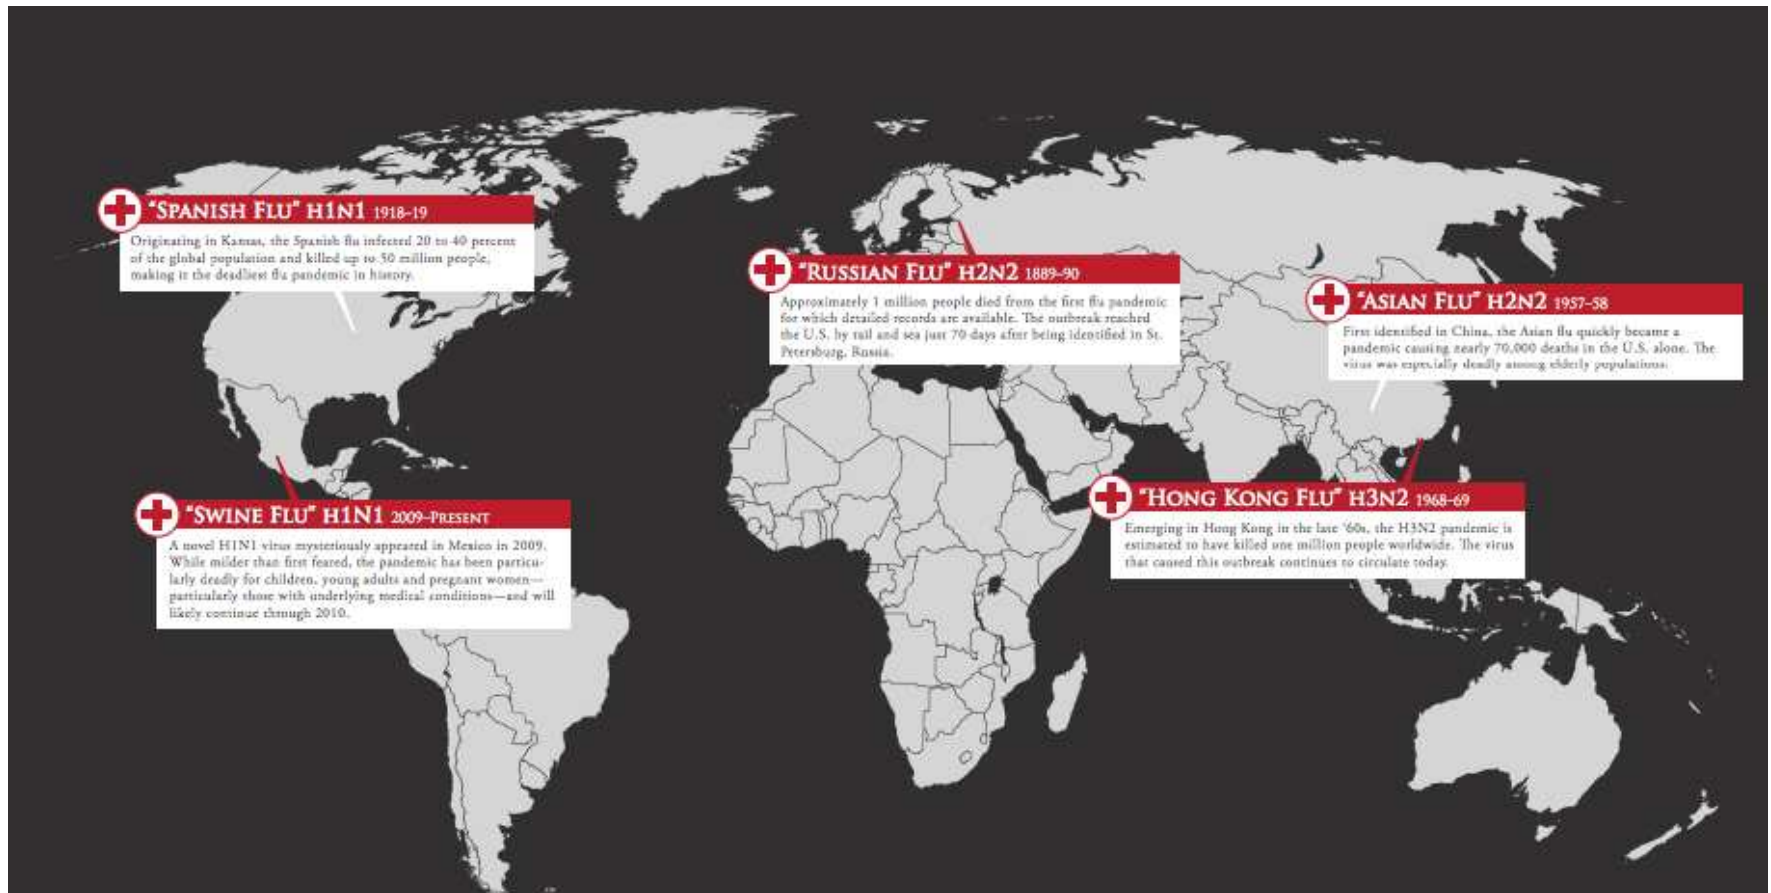 "SPANISH FLU" H1N1 1918–19
Originating in Kansas, the Spanish flu infected 20 to 40 percent
of the global population and killed up to 50 million people,
making it the deadliest flu pandemic in history.
"RUSSIAN FLU" H2N2 1889–90
Approximately 1 million people died from the first flu pandemic
for which detailed records are available. The outbreak reached
the U.S. by rail and sea just 70 days after being identified in St.
Petersburg, Russia.
"ASIAN FLU" H2N2 1957–58
First identified in China, the Asian flu quickly became a
pandemic causing nearly 70,000 deaths in the U.S. alone. The
virus was especially deadly among elderly populations.
"SWINE FLU" H1N1 2009–PRESENT
A novel H1N1 virus mysteriously appeared in Mexico in 2009.
While milder than first feared, the pandemic has been particu-
larly deadly for children, young adults and pregnant women—
particularly those with underlying medical conditions—and will
likely continue through 2010.
"HONG KONG FLU" H3N2 1968–69
Emerging in Hong Kong in the late '60s, the H3N2 pandemic is
estimated to have killed one million people worldwide. The virus
that caused this outbreak continues to circulate today.